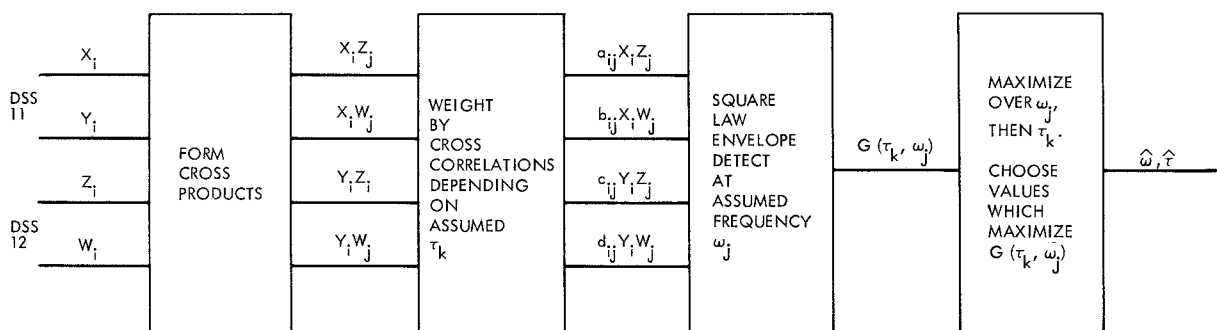 DSS
11
X_i
Y_i
DSS
12
Z_i
W_i
FORM
CROSS
PRODUCTS
X_iZ_j
X_iW_j
Y_iZ_i
Y_iW_j
WEIGHT
BY
CROSS
CORRELATIONS
DEPENDING
ON
ASSUMED
τ_k
a_ijX_iZ_j
b_ijX_iW_j
c_ijY_iZ_j
d_ijY_iW_j
SQUARE
LAW
ENVELOPE
DETECT
AT
ASSUMED
FREQUENCY
ω_j
G (τ_k, ω_j)
MAXIMIZE
OVER ω_j,
THEN τ_k.
CHOOSE
VALUES
WHICH
MAXIMIZE
G (τ_k, ω_j)
ω̂, τ̂